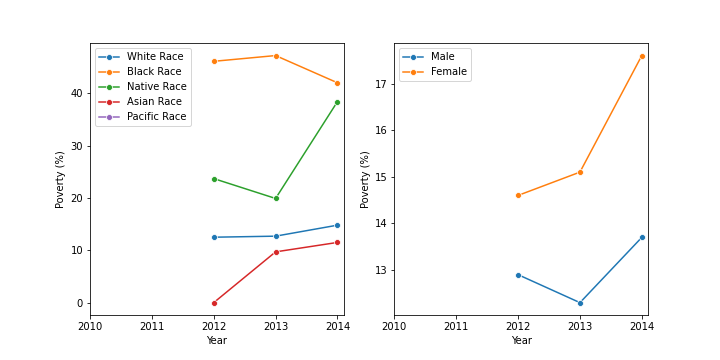 White Race
Black Race
Native Race
Asian Race
Pacific Race
40
30
20
10
0
Poverty (%)
2010 2011 2012 2013 2014
Year
Male
Female
17
16
15
14
13
Poverty (%)
2010 2011 2012 2013 2014
Year